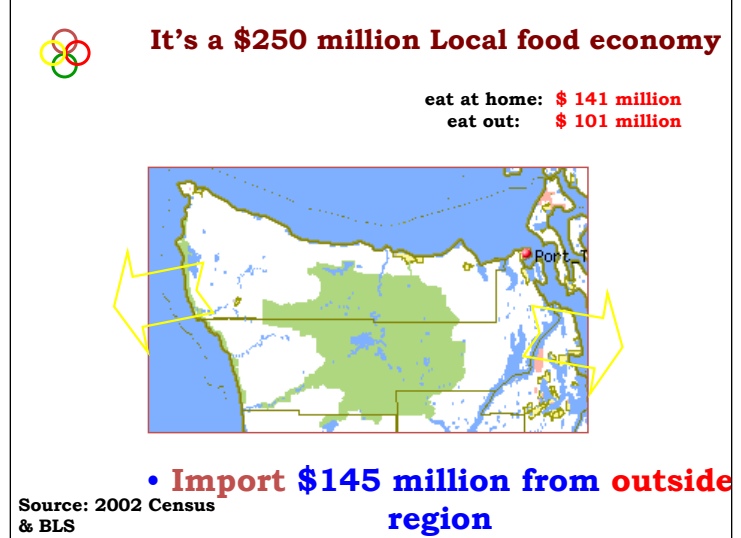 It's a $250 million Local food economy
eat at home: $ 141 million
eat out: $ 101 million
Port_T
• Import $145 million from outside
region
Source: 2002 Census
& BLS